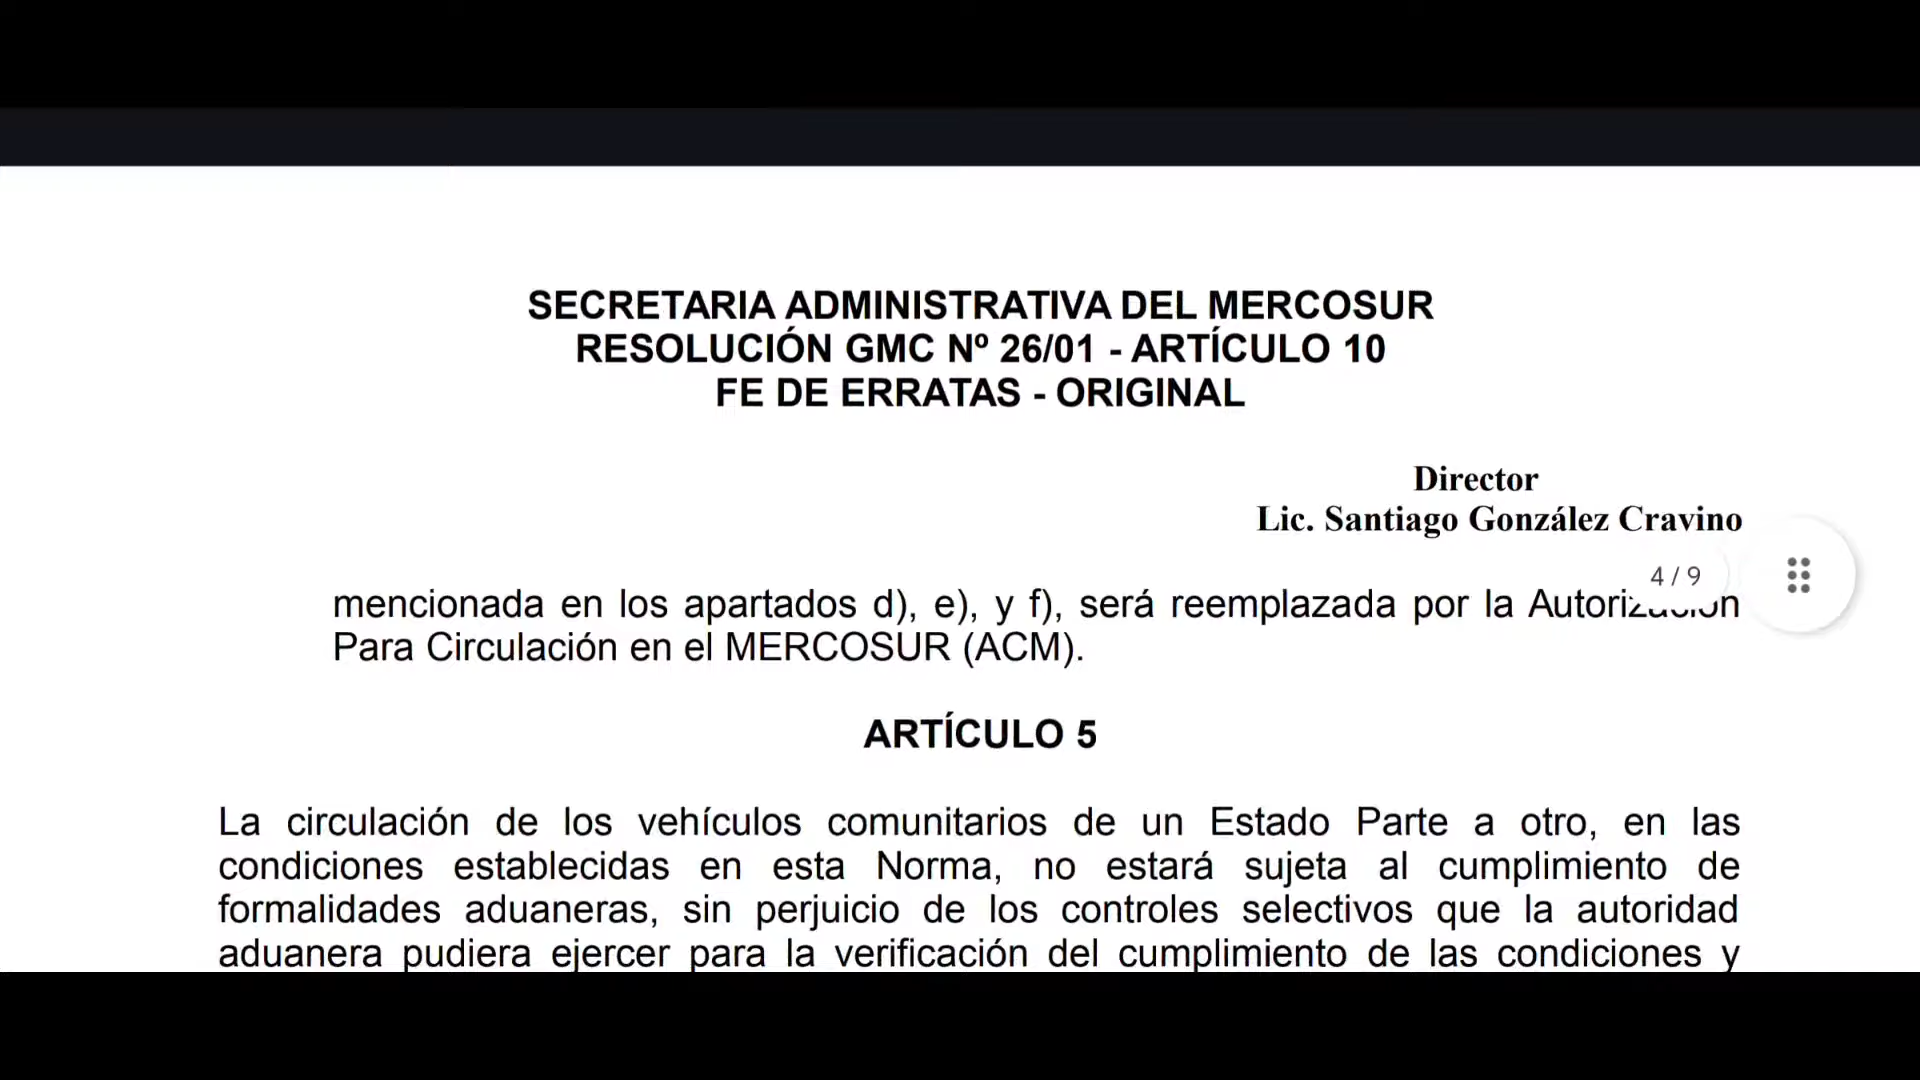 SECRETARIA ADMINISTRATIVA DEL MERCOSUR
RESOLUCIÓN GMC Nº 26/01 - ARTÍCULO 10
FE DE ERRATAS - ORIGINAL
Director
Lic. Santiago González Cravino
4 / 9
mencionada en los apartados d), e), y f), será reemplazada por la Autorización
Para Circulación en el MERCOSUR (ACM).
ARTÍCULO 5
La circulación de los vehículos comunitarios de un Estado Parte a otro, en las
condiciones establecidas en esta Norma, no estará sujeta al cumplimiento de
formalidades aduaneras, sin perjuicio de los controles selectivos que la autoridad
aduanera pudiera ejercer para la verificación del cumplimiento de las condiciones y